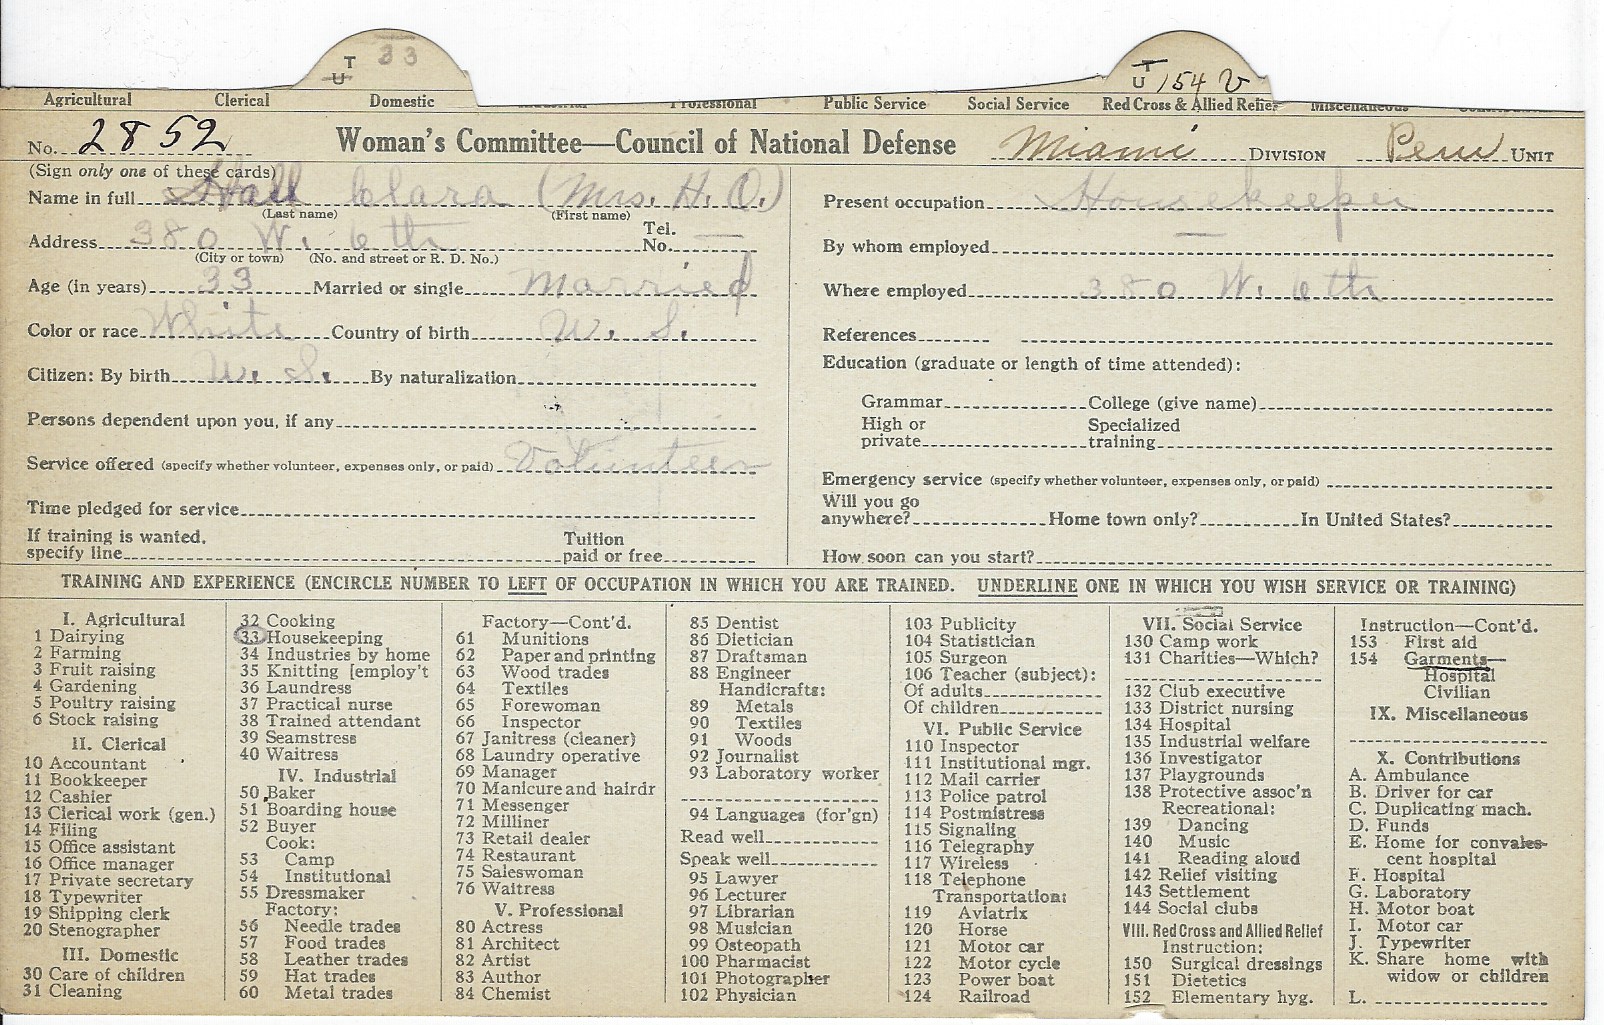 T
U 33
T
U 154 V
Agricultural Clerical Domestic Professional Public Service Social Service Red Cross & Allied Relief Miscellaneous
No. 2852 Woman's Committee—Council of National Defense Miami DIVISION Peru UNIT
(Sign only one of these cards)
Name in full Hall Clara (Mrs. H. O.)
(Last name) (First name)
Address 380 W. 6th Tel. No. —
(City or town) (No. and street or R. D. No.)
Age (in years) 33 Married or single Married
Color or race White Country of birth U. S.
Citizen: By birth U. S. By naturalization
Persons dependent upon you, if any
Service offered (specify whether volunteer, expenses only, or paid) Volunteer
Time pledged for service
If training is wanted, specify line Tuition paid or free
Present occupation Housekeeper
By whom employed —
Where employed 380 W. 6th
References
Education (graduate or length of time attended):
Grammar College (give name)
High or private Specialized training
Emergency service (specify whether volunteer, expenses only, or paid)
Will you go anywhere? Home town only? In United States?
How soon can you start?
TRAINING AND EXPERIENCE (ENCIRCLE NUMBER TO LEFT OF OCCUPATION IN WHICH YOU ARE TRAINED. UNDERLINE ONE IN WHICH YOU WISH SERVICE OR TRAINING)
I. Agricultural
1 Dairying
2 Farming
3 Fruit raising
4 Gardening
5 Poultry raising
6 Stock raising
II. Clerical
10 Accountant
11 Bookkeeper
12 Cashier
13 Clerical work (gen.)
14 Filing
15 Office assistant
16 Office manager
17 Private secretary
18 Typewriter
19 Shipping clerk
20 Stenographer
III. Domestic
30 Care of children
31 Cleaning
32 Cooking
33 Housekeeping
34 Industries by home
35 Knitting [employ't
36 Laundress
37 Practical nurse
38 Trained attendant
39 Seamstress
40 Waitress
IV. Industrial
50 Baker
51 Boarding house
52 Buyer
Cook:
53 Camp
54 Institutional
55 Dressmaker
Factory:
56 Needle trades
57 Food trades
58 Leather trades
59 Hat trades
60 Metal trades
Factory—Cont'd.
61 Munitions
62 Paper and printing
63 Wood trades
64 Textiles
65 Forewoman
66 Inspector
67 Janitress (cleaner)
68 Laundry operative
69 Manager
70 Manicure and hairdr
71 Messenger
72 Milliner
73 Retail dealer
74 Restaurant
75 Saleswoman
76 Waitress
V. Professional
80 Actress
81 Architect
82 Artist
83 Author
84 Chemist
85 Dentist
86 Dietician
87 Draftsman
88 Engineer
Handicrafts:
89 Metals
90 Textiles
91 Woods
92 Journalist
93 Laboratory worker
94 Languages (for'gn)
Read well
Speak well
95 Lawyer
96 Lecturer
97 Librarian
98 Musician
99 Osteopath
100 Pharmacist
101 Photographer
102 Physician
103 Publicity
104 Statistician
105 Surgeon
106 Teacher (subject):
Of adults
Of children
VI. Public Service
110 Inspector
111 Institutional mgr.
112 Mail carrier
113 Police patrol
114 Postmistress
115 Signaling
116 Telegraphy
117 Wireless
118 Telephone
Transportation:
119 Aviatrix
120 Horse
121 Motor car
122 Motor cycle
123 Power boat
124 Railroad
VII. Social Service
130 Camp work
131 Charities—Which?
132 Club executive
133 District nursing
134 Hospital
135 Industrial welfare
136 Investigator
137 Playgrounds
138 Protective assoc'n
Recreational:
139 Dancing
140 Music
141 Reading aloud
142 Relief visiting
143 Settlement
144 Social clubs
VIII. Red Cross and Allied Relief
Instruction:
150 Surgical dressings
151 Dietetics
152 Elementary hyg.
Instruction—Cont'd.
153 First aid
154 Garments—
Hospital
Civilian
IX. Miscellaneous
X. Contributions
A. Ambulance
B. Driver for car
C. Duplicating mach.
D. Funds
E. Home for convales-
cent hospital
F. Hospital
G. Laboratory
H. Motor boat
I. Motor car
J. Typewriter
K. Share home with
widow or children
L.